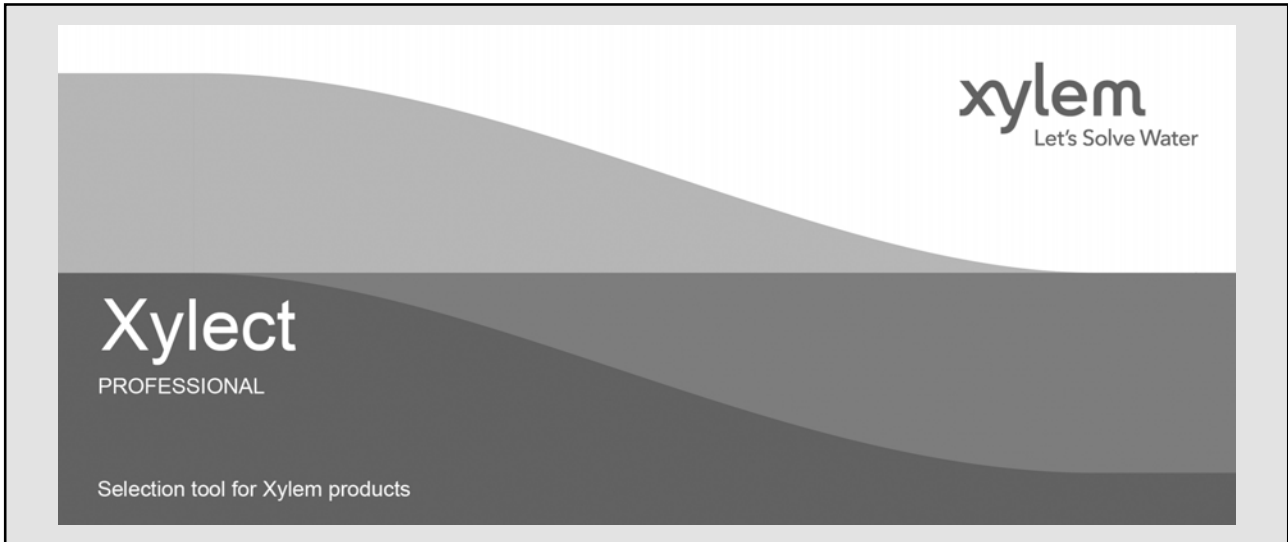 xylem
Let's Solve Water
Xylect
PROFESSIONAL
Selection tool for Xylem products